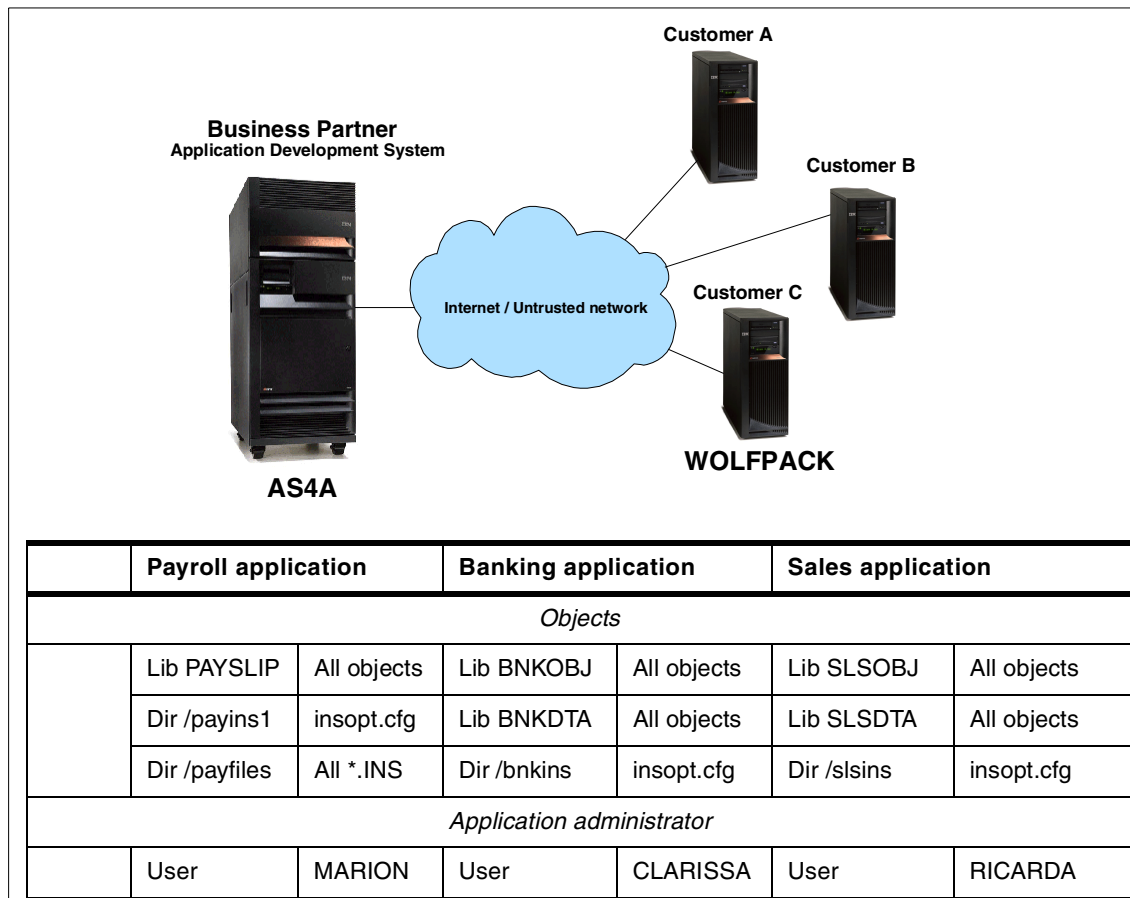 Customer A
Business Partner
Application Development System
Customer B
Internet / Untrusted network
Customer C
WOLFPACK
AS4A
Payroll application Banking application Sales application
Objects
Lib PAYSLIP All objects Lib BNKOBJ All objects Lib SLSOBJ All objects
Dir /payins1 insopt.cfg Lib BNKDTA All objects Lib SLSDTA All objects
Dir /payfiles All *.INS Dir /bnkins insopt.cfg Dir /slsins insopt.cfg
Application administrator
User MARION User CLARISSA User RICARDA